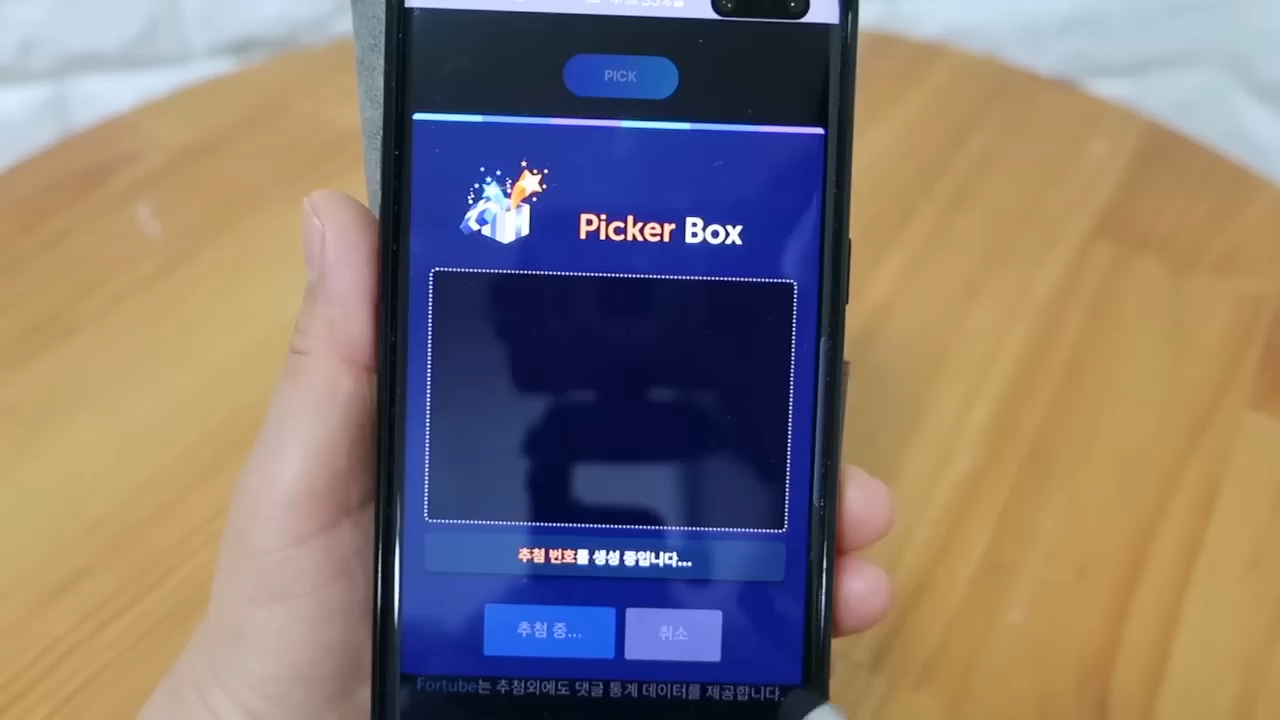 PICK
Picker Box
추첨 번호를 생성 중입니다...
추첨 중...
취소
Fortube는 추첨외에도 댓글 통계 데이터를 제공합니다.